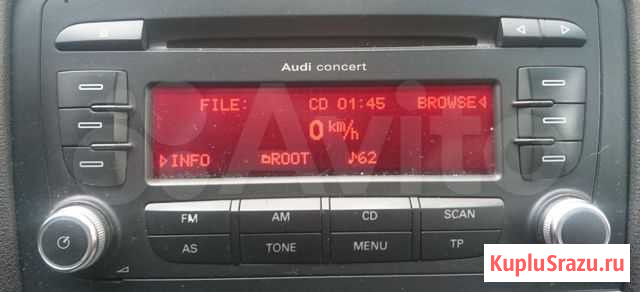 Audi concert
FILE: CD 01:45 BROWSE
0 km/h
INFO ROOT ♪62
FM AM CD SCAN
AS TONE MENU TP
Avito
KupluSrazu.ru